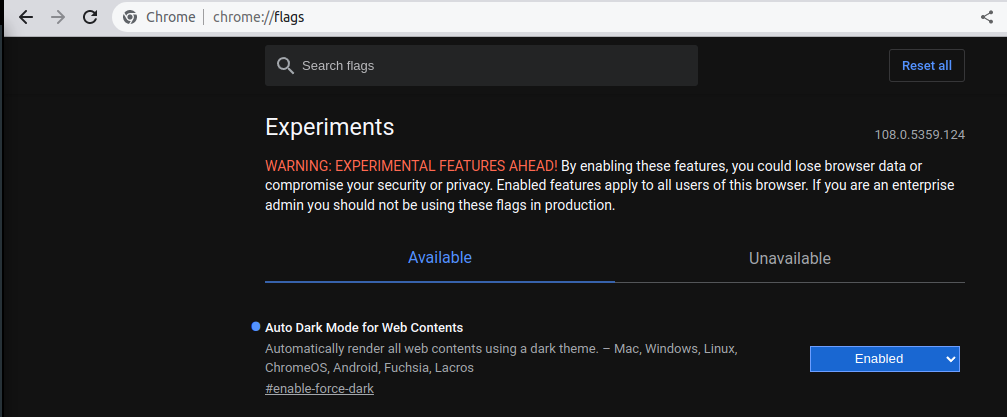 Chrome | chrome://flags
Search flags
Reset all
Experiments
108.0.5359.124
WARNING: EXPERIMENTAL FEATURES AHEAD! By enabling these features, you could lose browser data or
compromise your security or privacy. Enabled features apply to all users of this browser. If you are an enterprise
admin you should not be using these flags in production.
Available
Unavailable
Auto Dark Mode for Web Contents
Automatically render all web contents using a dark theme. – Mac, Windows, Linux,
ChromeOS, Android, Fuchsia, Lacros
#enable-force-dark
Enabled